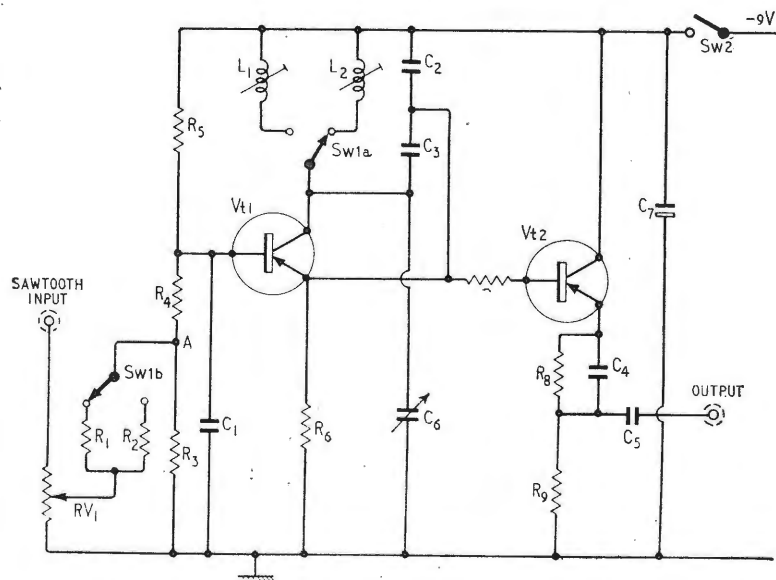 -9V
Sw2
L1
L2
C2
R5
Sw1a
C3
Vt1
C7
Vt2
SAWTOOTH
INPUT
R4
A
Sw1b
R8
C4
R1
R2
C1
R6
C6
OUTPUT
R3
C5
RV1
R9